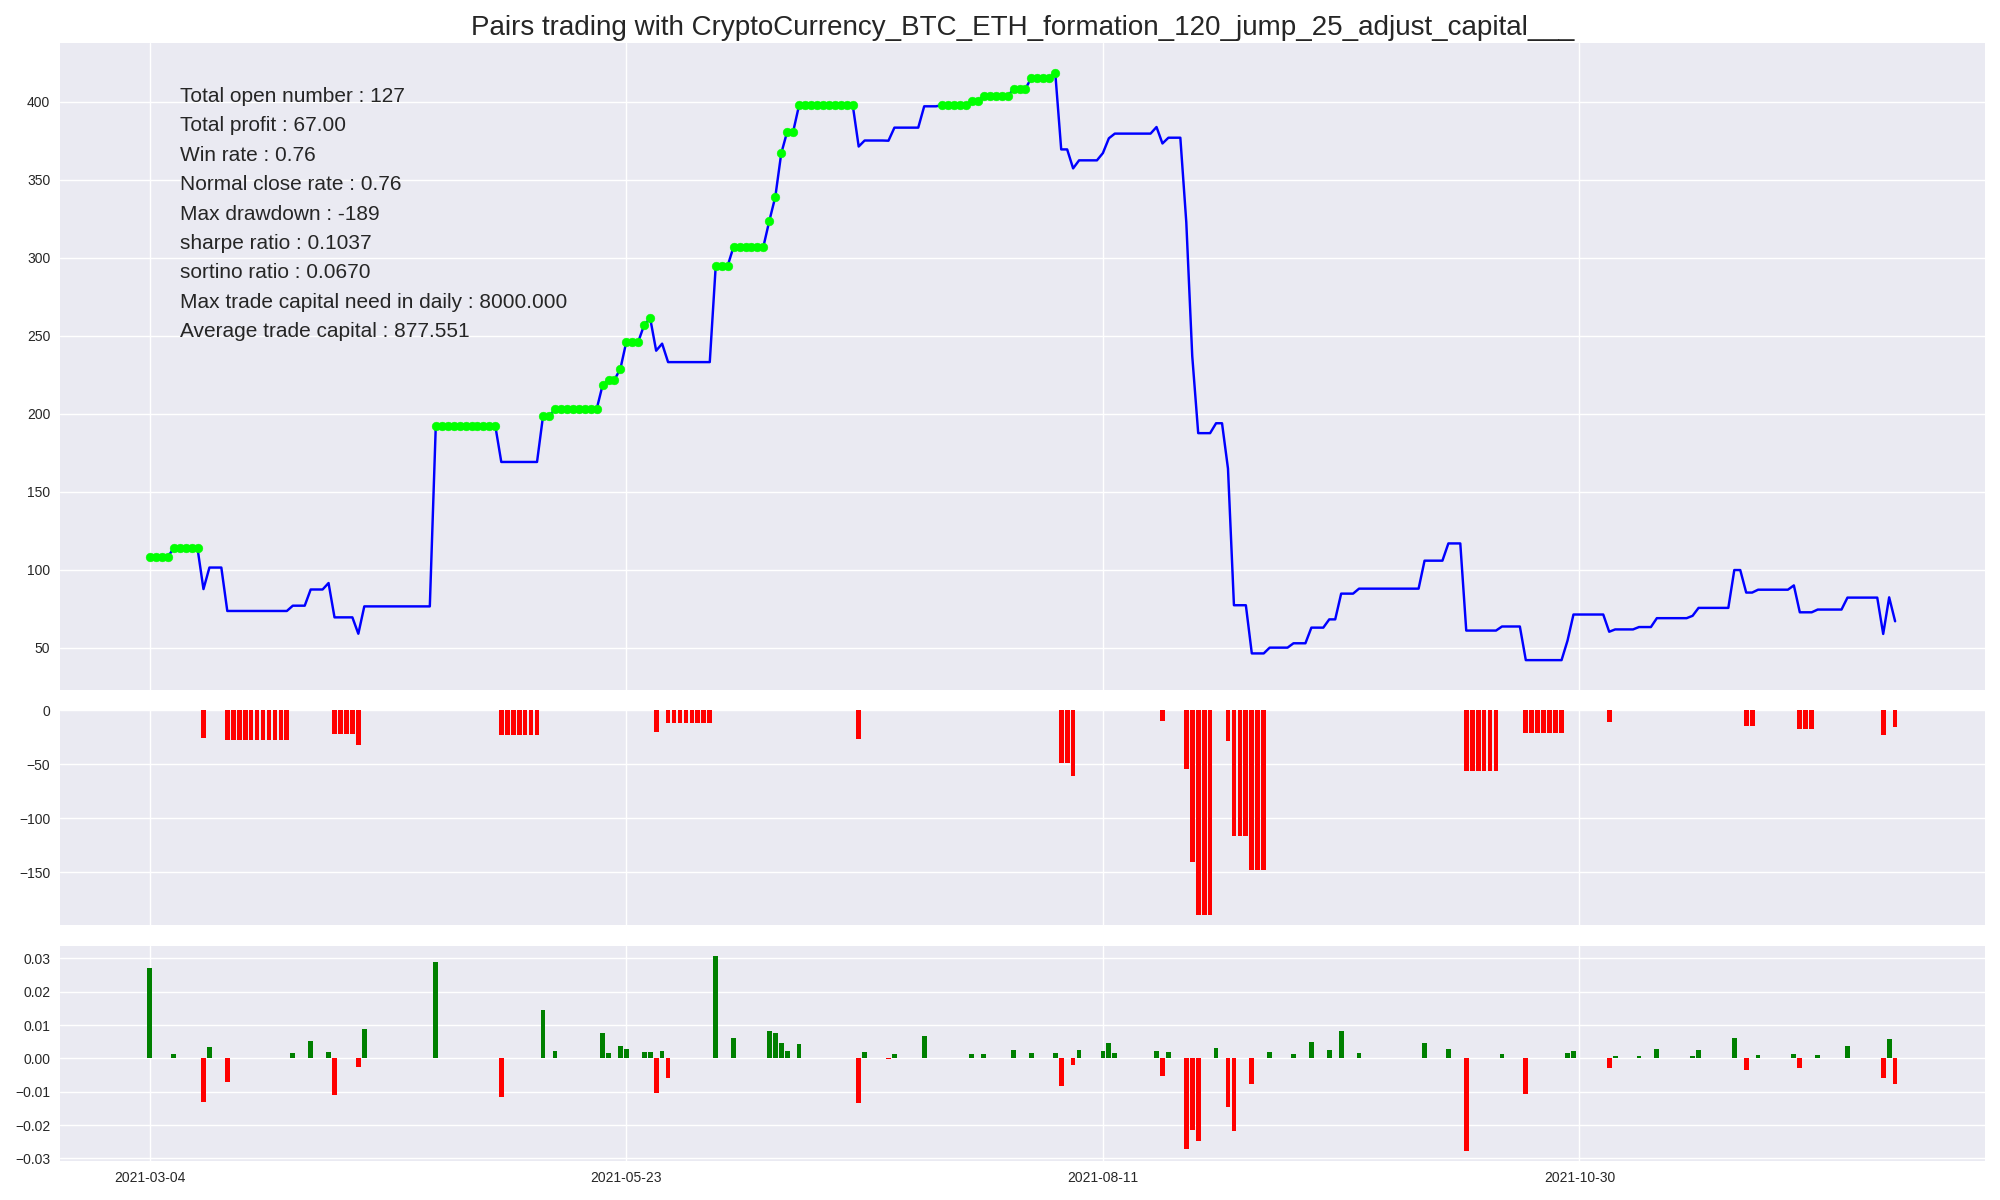 Pairs trading with CryptoCurrency_BTC_ETH_formation_120_jump_25_adjust_capital___
Total open number : 127
Total profit : 67.00
Win rate : 0.76
Normal close rate : 0.76
Max drawdown : -189
sharpe ratio : 0.1037
sortino ratio : 0.0670
Max trade capital need in daily : 8000.000
Average trade capital : 877.551
400
350
300
250
200
150
100
50
0
−50
−100
−150
0.03
0.02
0.01
0.00
−0.01
−0.02
−0.03
2021-03-04
2021-05-23
2021-08-11
2021-10-30